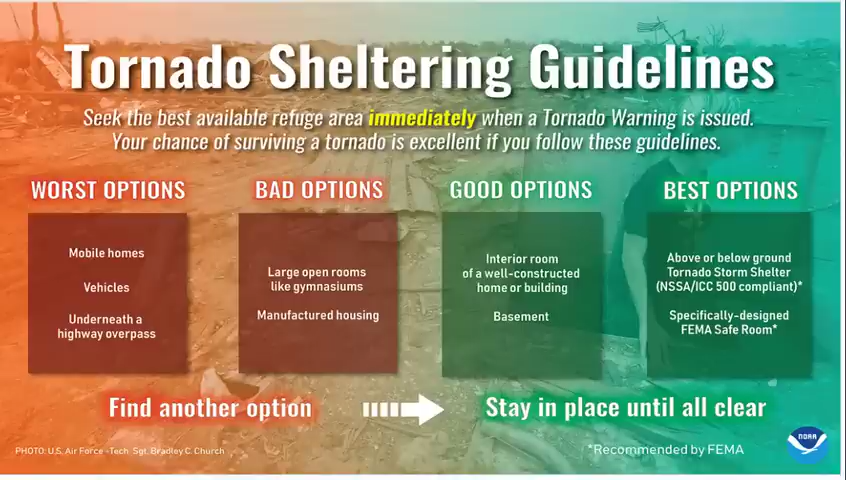 Tornado Sheltering Guidelines
Seek the best available refuge area immediately when a Tornado Warning is issued.
Your chance of surviving a tornado is excellent if you follow these guidelines.
WORST OPTIONS
Mobile homes
Vehicles
Underneath a
highway overpass
BAD OPTIONS
Large open rooms
like gymnasiums
Manufactured housing
GOOD OPTIONS
Interior room
of a well-constructed
home or building
Basement
BEST OPTIONS
Above or below ground
Tornado Storm Shelter
(NSSA/ICC 500 compliant)*
Specifically-designed
FEMA Safe Room*
Find another option
Stay in place until all clear
PHOTO: U.S. Air Force -Tech. Sgt. Bradley C. Church
*Recommended by FEMA
NOAA